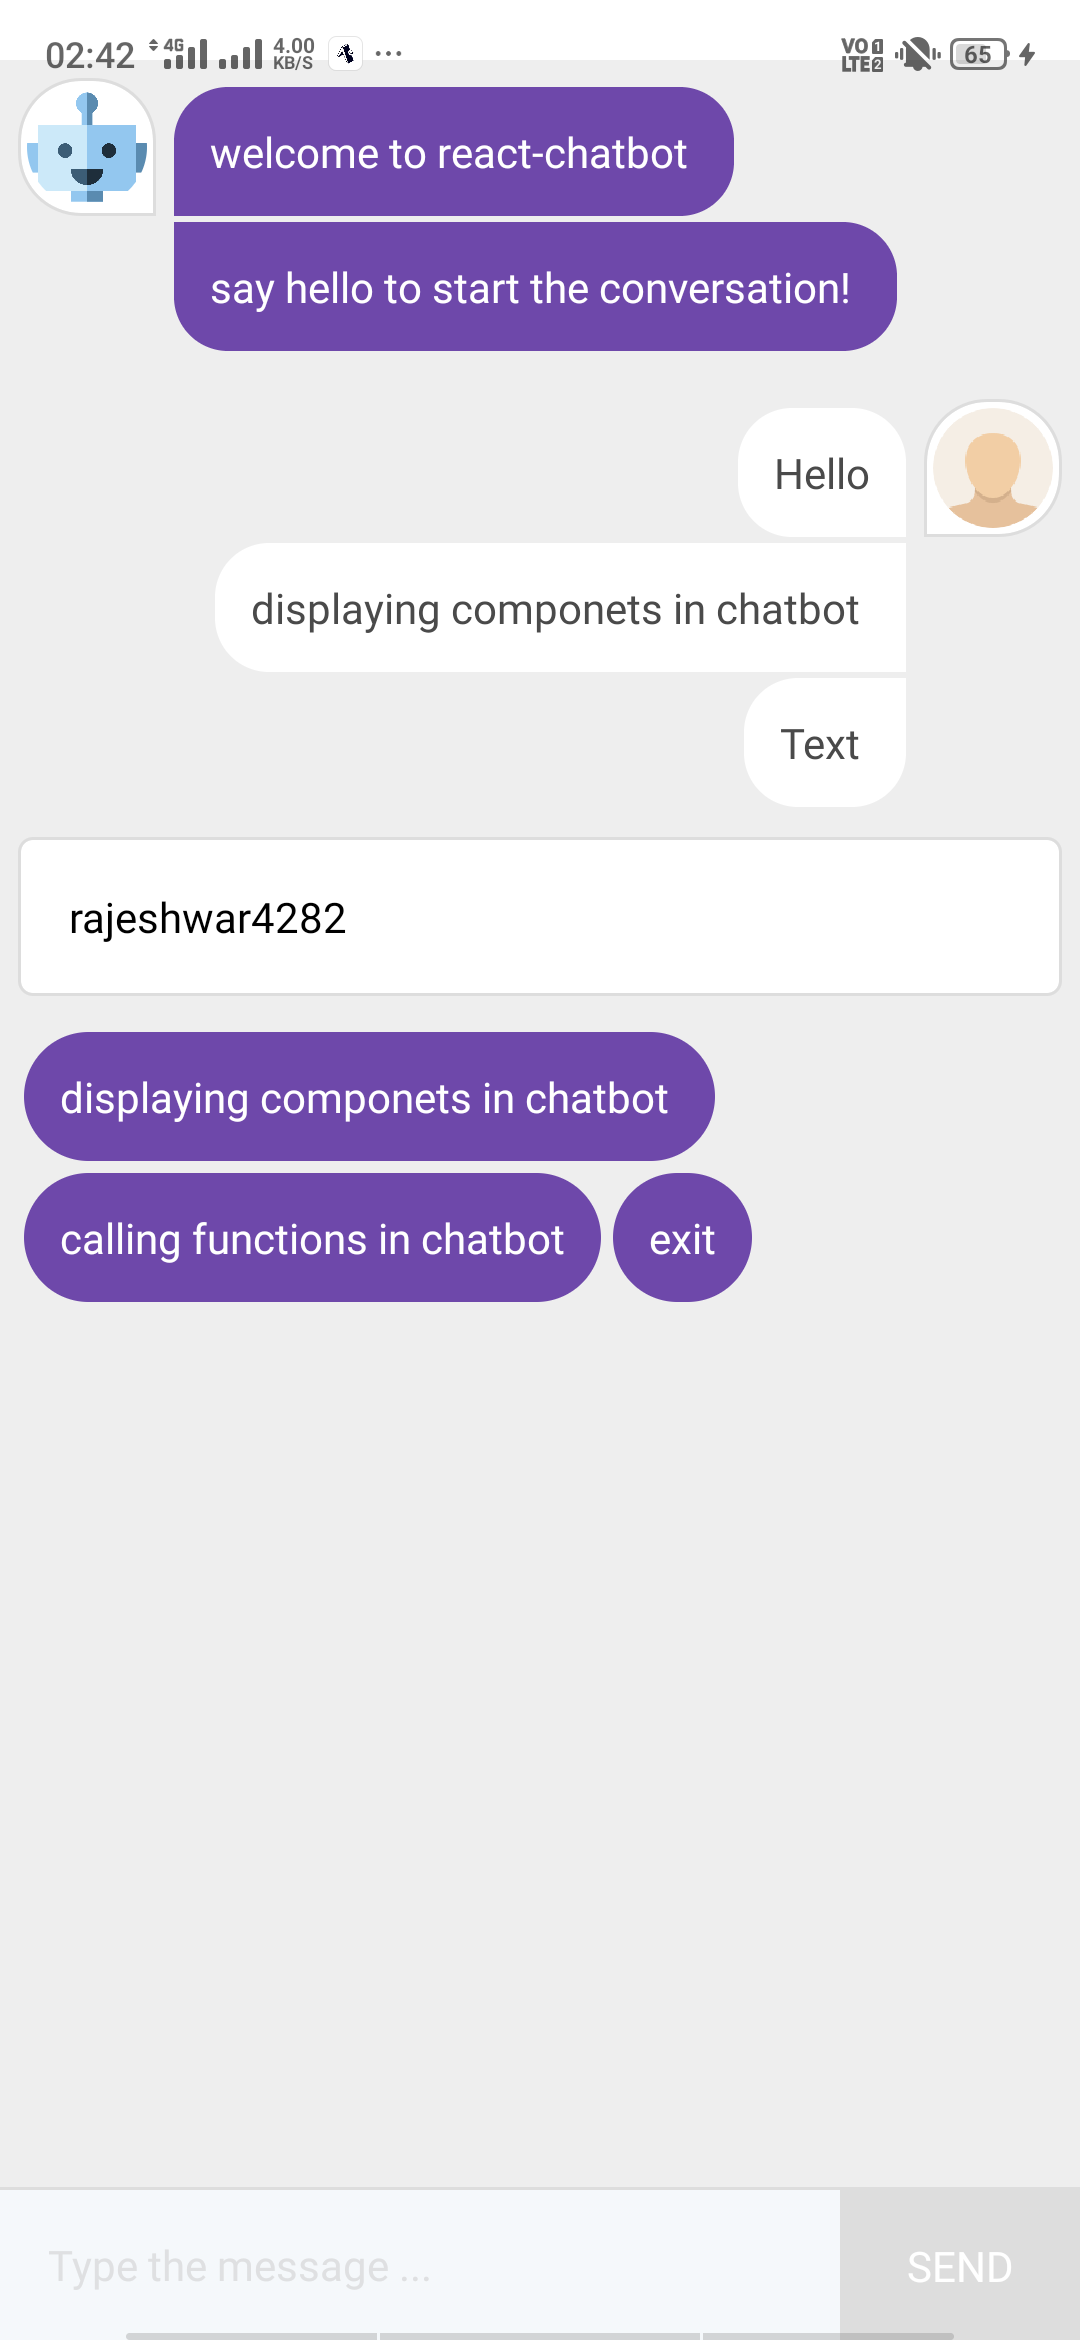 02:42 4G 4.00 KB/S ... VO LTE 1 2 65
welcome to react-chatbot
say hello to start the conversation!
Hello
displaying componets in chatbot
Text
rajeshwar4282
displaying componets in chatbot
calling functions in chatbot exit
Type the message ... SEND